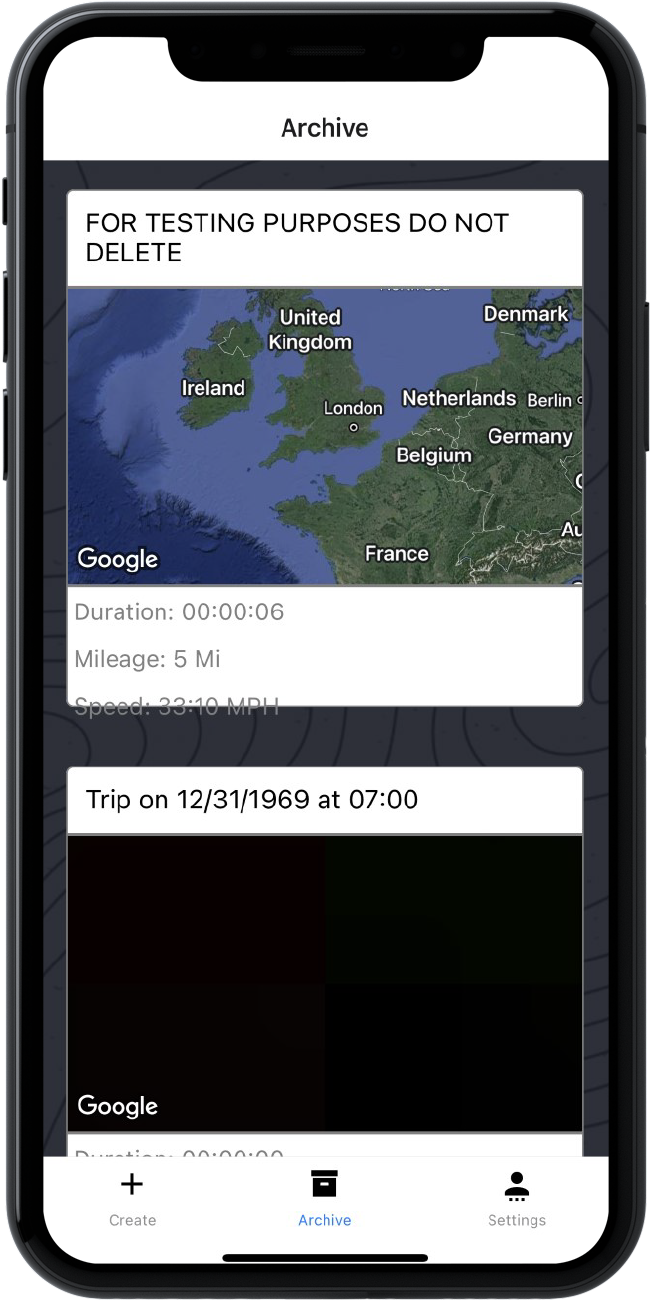 Archive
FOR TESTING PURPOSES DO NOT
DELETE
North Sea
United
Kingdom
Denmark
Ireland
London
Netherlands
Berlin
Belgium
Germany
France
Google
Duration: 00:00:06
Mileage: 5 Mi
Speed: 33:10 MPH
Trip on 12/31/1969 at 07:00
Google
Duration: 00:00:00
Create
Archive
Settings